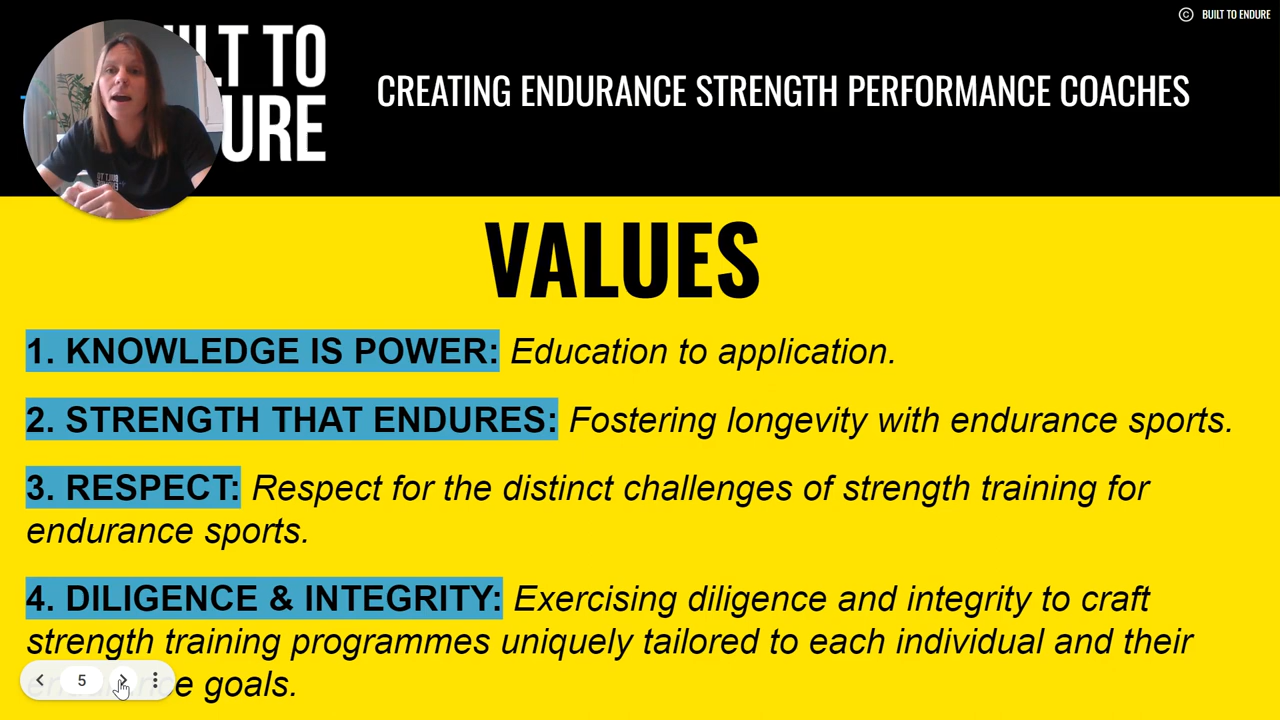 © BUILT TO ENDURE
LT TO
URE
CREATING ENDURANCE STRENGTH PERFORMANCE COACHES
VALUES
1. KNOWLEDGE IS POWER: Education to application.
2. STRENGTH THAT ENDURES: Fostering longevity with endurance sports.
3. RESPECT: Respect for the distinct challenges of strength training for
endurance sports.
4. DILIGENCE & INTEGRITY: Exercising diligence and integrity to craft
strength training programmes uniquely tailored to each individual and their
endurance goals.
5